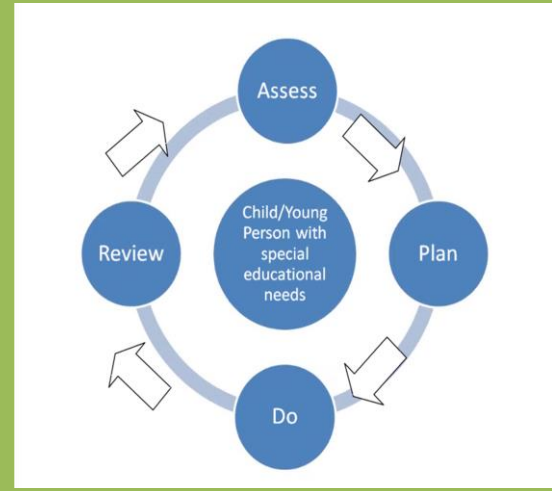 Assess
Child/Young
Person with
special
educational
needs
Review
Plan
Do